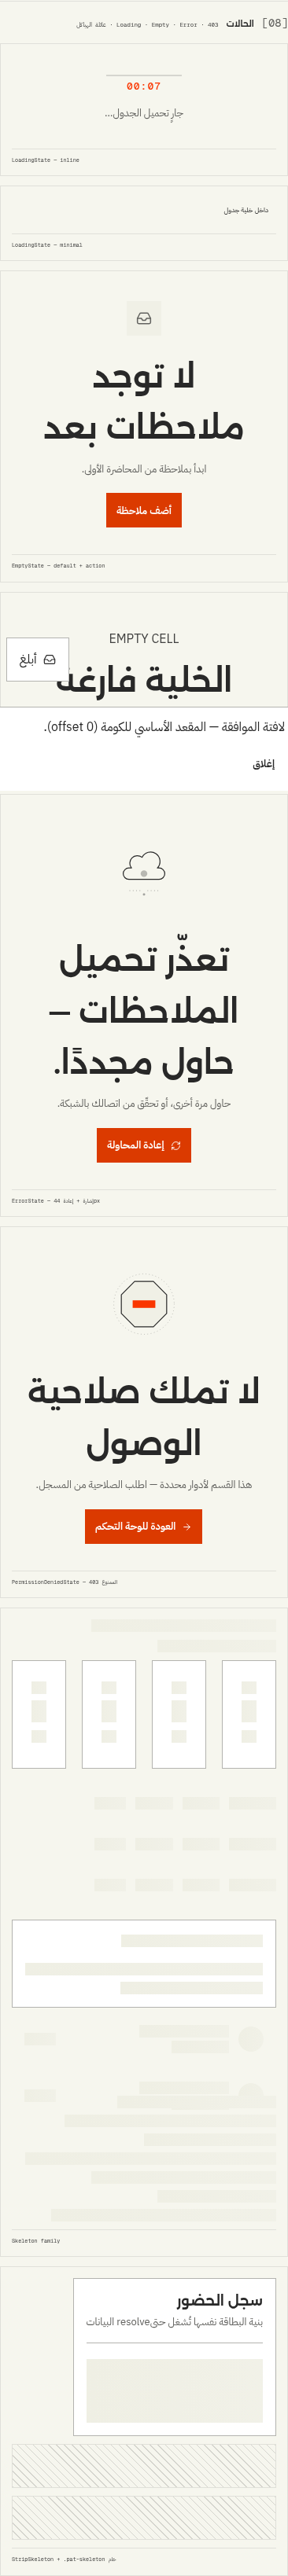 [08] الحالات Loading · Empty · Error · 403 · عائلة الهياكل
00:07
جارٍ تحميل الجدول...
LoadingState — inline
داخل خلية جدول
LoadingState — minimal
لا توجد
ملاحظات بعد
ابدأ بملاحظة من المحاضرة الأولى.
أضف ملاحظة
EmptyState — default + action
EMPTY CELL
الخلية فارغة
أبلغ
لافتة الموافقة — المقعد الأساسي للكومة (offset 0).
إغلاق
تعذّر تحميل
الملاحظات —
حاول مجددًا.
حاول مرة أخرى، أو تحقّق من اتصالك بالشبكة.
إعادة المحاولة
ErrorState — 44 إشارة + إعادةpx
لا تملك صلاحية
الوصول
هذا القسم لأدوار محددة — اطلب الصلاحية من المسجل.
العودة للوحة التحكم
PermissionDeniedState — 403 الممنوع
Skeleton family
سجل الحضور
بنية البطاقة نفسها تُشغل حتى resolve البيانات
StripSkeleton + .pat-skeleton خام